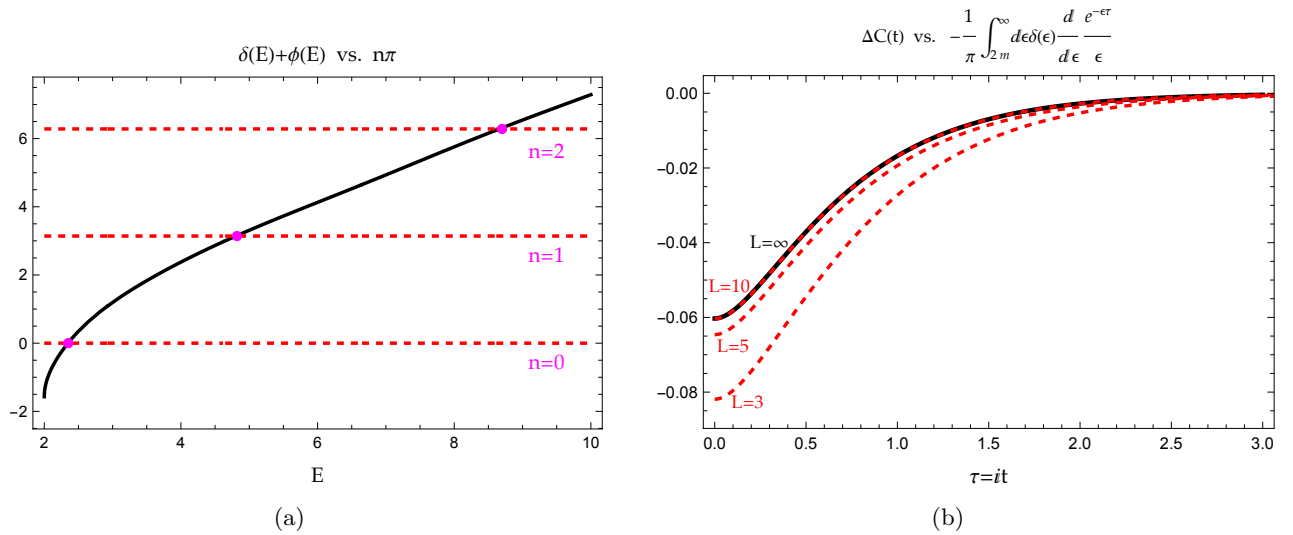 δ(E)+ϕ(E) vs. nπ
6
4
2
0
−2
n=2
n=1
n=0
2 4 6 8 10
E
(a)
ΔC(t) vs. −1/π ∫_{2m}^{∞} ⅆϵδ(ϵ) ⅆ/ⅆϵ e^{−ϵτ}/ϵ
0.00
−0.02
−0.04
−0.06
−0.08
L=∞
L=10
L=5
L=3
0.0 0.5 1.0 1.5 2.0 2.5 3.0
τ=ⅈt
(b)